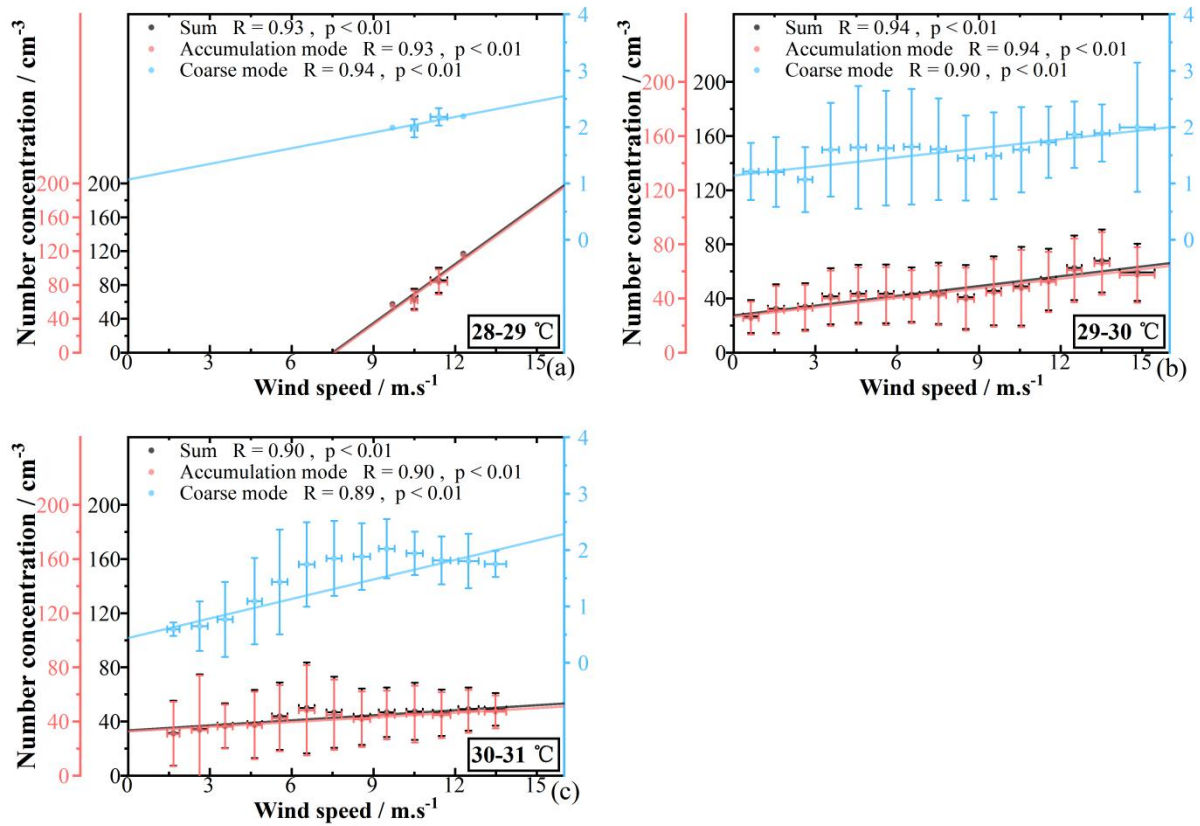 Sum R = 0.93 , p < 0.01
Accumulation mode R = 0.93 , p < 0.01
Coarse mode R = 0.94 , p < 0.01
Number concentration / cm-3
200
160
120
80
40
0
200
160
120
80
40
0
4
3
2
1
0
28-29 ℃
0 3 6 9 12 15
(a)
Wind speed / m.s-1
Sum R = 0.94 , p < 0.01
Accumulation mode R = 0.94 , p < 0.01
Coarse mode R = 0.90 , p < 0.01
Number concentration / cm-3
200
160
120
80
40
0
200
160
120
80
40
0
4
3
2
1
0
29-30 ℃
0 3 6 9 12 15
(b)
Wind speed / m.s-1
Sum R = 0.90 , p < 0.01
Accumulation mode R = 0.90 , p < 0.01
Coarse mode R = 0.89 , p < 0.01
Number concentration / cm-3
200
160
120
80
40
0
200
160
120
80
40
0
4
3
2
1
0
30-31 ℃
0 3 6 9 12 15
(c)
Wind speed / m.s-1